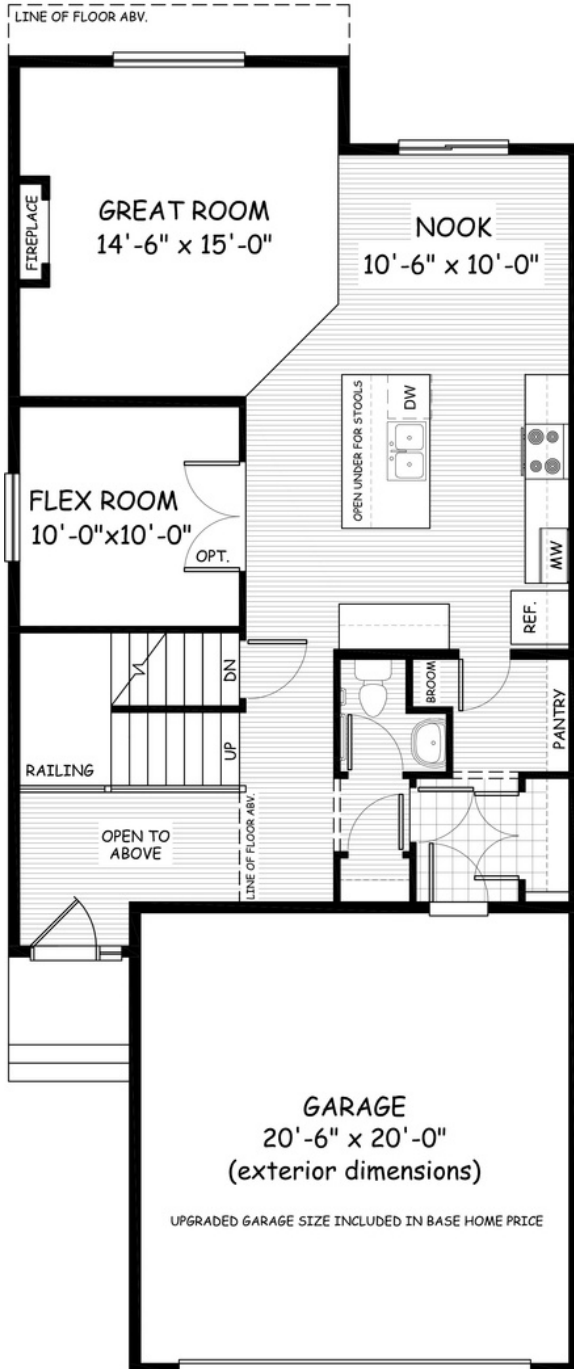 LINE OF FLOOR ABV.
GREAT ROOM
14'-6" x 15'-0"
FIREPLACE
NOOK
10'-6" x 10'-0"
OPEN UNDER FOR STOOLS
DW
FLEX ROOM
10'-0"x10'-0"
OPT.
MW
REF.
DN
BROOM
PANTRY
UP
RAILING
OPEN TO
ABOVE
LINE OF FLOOR ABV.
GARAGE
20'-6" x 20'-0"
(exterior dimensions)
UPGRADED GARAGE SIZE INCLUDED IN BASE HOME PRICE